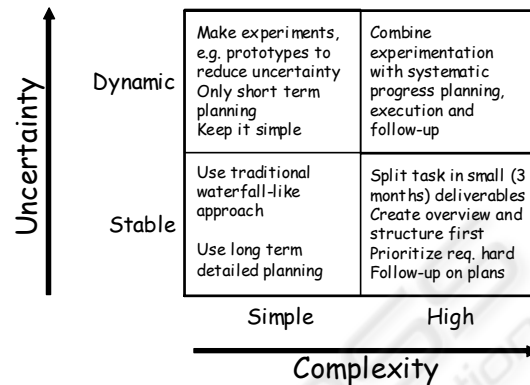 Uncertainty
Dynamic
Make experiments,
e.g. prototypes to
reduce uncertainty
Only short term
planning
Keep it simple
Combine
experimentation
with systematic
progress planning,
execution and
follow-up
Stable
Use traditional
waterfall-like
approach
Use long term
detailed planning
Split task in small (3
months) deliverables
Create overview and
structure first
Prioritize req. hard
Follow-up on plans
Simple
High
Complexity